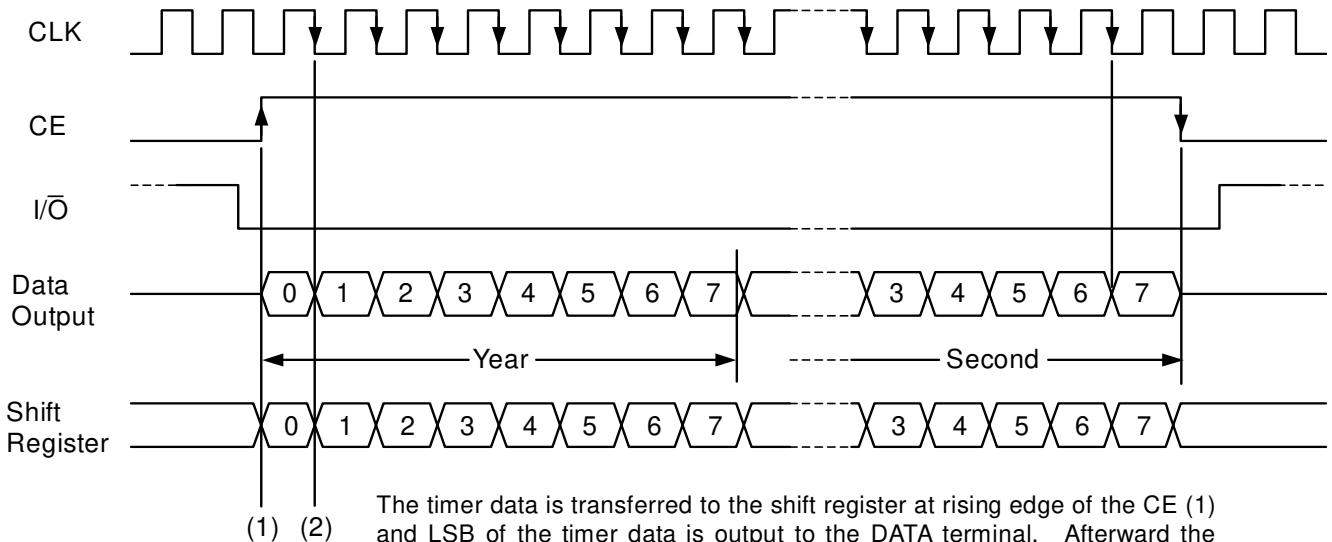 CLK
CE
I/O̅
Data
Output
0 1 2 3 4 5 6 7 3 4 5 6 7
Year Second
Shift
Register
0 1 2 3 4 5 6 7 3 4 5 6 7
(1) (2)
The timer data is transferred to the shift register at rising edge of the CE (1)
and LSB of the timer data is output to the DATA terminal. Afterward the